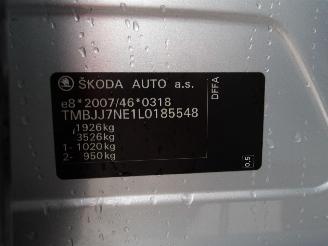 ŠKODA AUTO a.s.
e8*2007/46*0318
TMBJJ7NE1L0185548
1926kg
3526kg
1- 1020kg
2- 950kg
DFFA
0.5